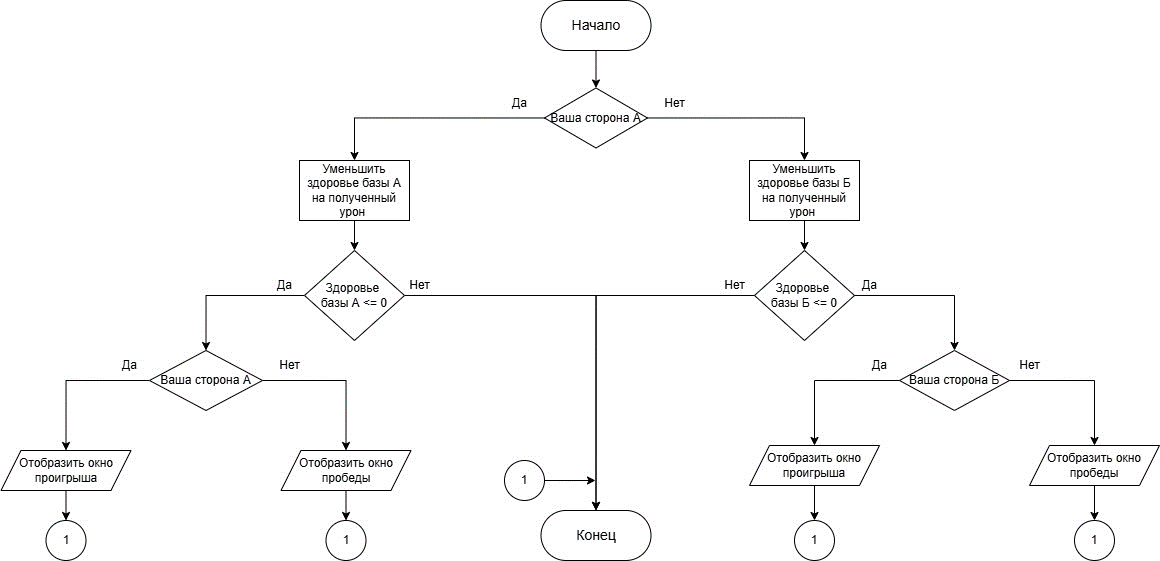 Начало
Да
Нет
Ваша сторона А
Уменьшить
здоровье базы А
на полученный
урон
Уменьшить
здоровье базы Б
на полученный
урон
Да
Здоровье
базы А <= 0
Нет
Нет
Здоровье
базы Б <= 0
Да
Да
Ваша сторона А
Нет
Да
Ваша сторона Б
Нет
Отобразить окно
проигрыша
Отобразить окно
пробеды
1
Отобразить окно
проигрыша
Отобразить окно
пробеды
1
1
Конец
1
1